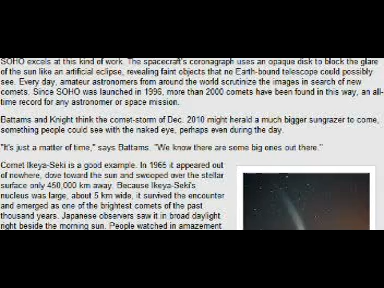 SOHO excels at this kind of work. The spacecraft's coronagraph uses an opaque disk to block the glare
of the sun like an artificial eclipse, revealing faint objects that no Earth-bound telescope could possibly
see. Every day, amateur astronomers from around the world scrutinize the images in search of new
comets. Since SOHO was launched in 1996, more than 2000 comets have been found in this way, an all-
time record for any astronomer or space mission.
Battams and Knight think the comet-storm of Dec. 2010 might herald a much bigger sungrazer to come,
something people could see with the naked eye, perhaps even during the day.
"It's just a matter of time," says Battams. "We know there are some big ones out there."
Comet Ikeya-Seki is a good example. In 1965 it appeared out
of nowhere, dove toward the sun and swooped over the stellar
surface only 450,000 km away. Because Ikeya-Seki's
nucleus was large, about 5 km wide, it survived the encounter
and emerged as one of the brightest comets of the past
thousand years. Japanese observers saw it in broad daylight
right beside the morning sun. People watched in amazement